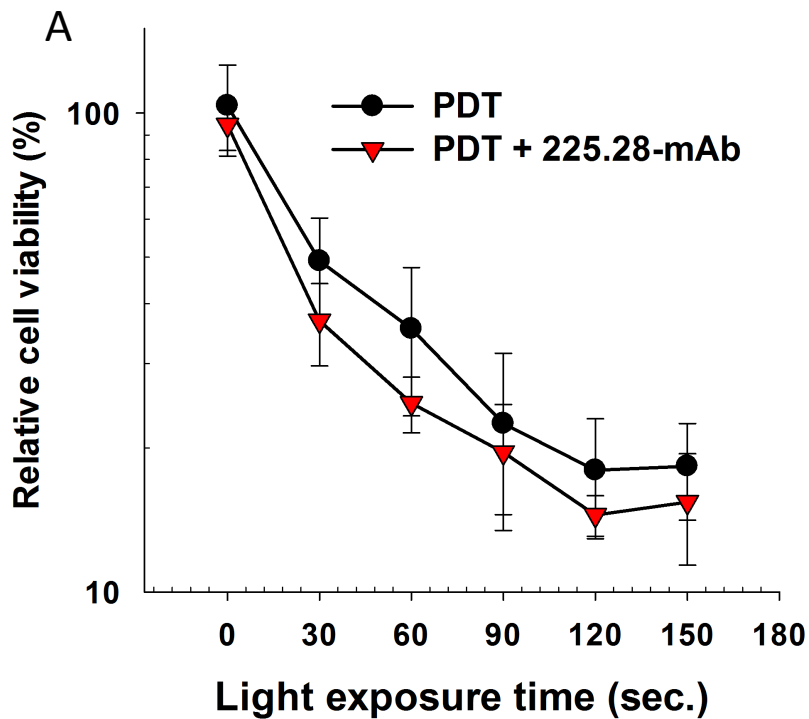 A
Relative cell viability (%)
100
10
PDT
PDT + 225.28-mAb
0 30 60 90 120 150 180
Light exposure time (sec.)